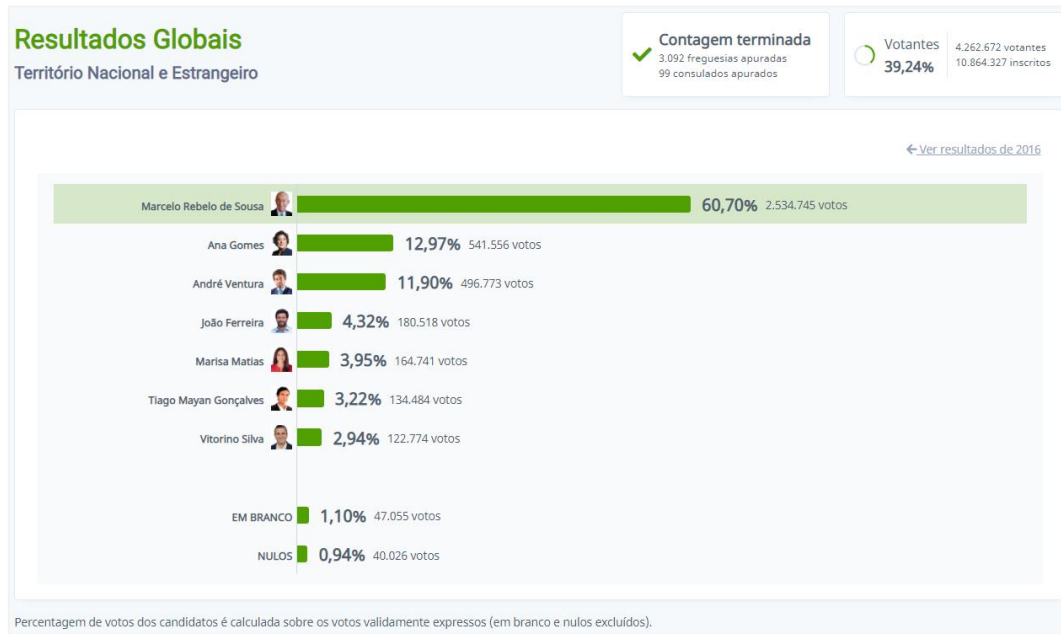 Resultados Globais
Território Nacional e Estrangeiro
Contagem terminada
3.092 freguesias apuradas
99 consulados apurados
Votantes
39,24%
4.262.672 votantes
10.864.327 inscritos
Ver resultados de 2016
Marcelo Rebelo de Sousa 60,70% 2.534.745 votos
Ana Gomes 12,97% 541.556 votos
André Ventura 11,90% 496.773 votos
João Ferreira 4,32% 180.518 votos
Marisa Matias 3,95% 164.741 votos
Tiago Mayan Gonçalves 3,22% 134.484 votos
Vitorino Silva 2,94% 122.774 votos
EM BRANCO 1,10% 47.055 votos
NULOS 0,94% 40.026 votos
Percentagem de votos dos candidatos é calculada sobre os votos validamente expressos (em branco e nulos excluídos).